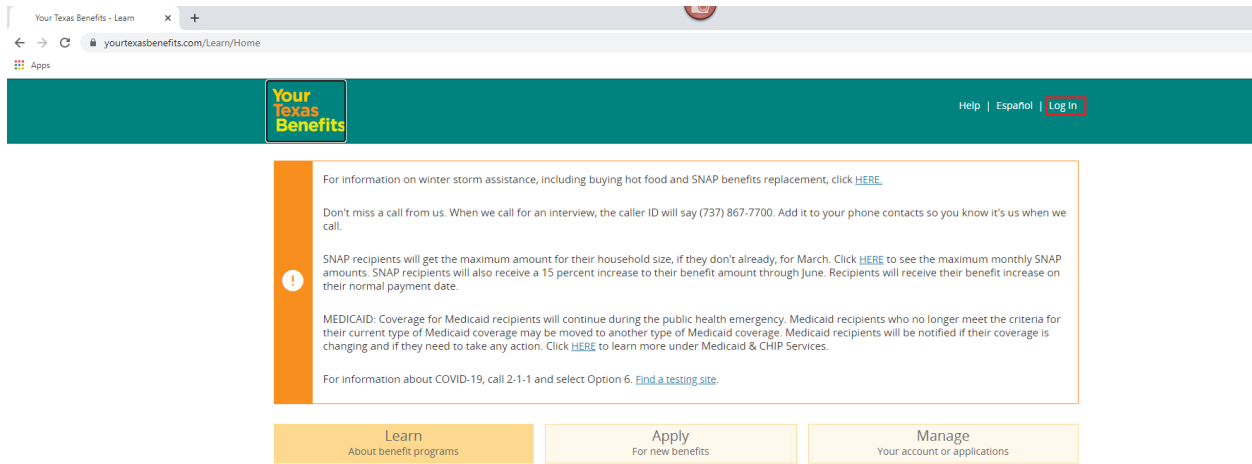 Your Texas Benefits - Learn
yourtexasbenefits.com/Learn/Home
Apps
Your
Texas
Benefits
Help | Español | Log In
For information on winter storm assistance, including buying hot food and SNAP benefits replacement, click HERE.
Don't miss a call from us. When we call for an interview, the caller ID will say (737) 867-7700. Add it to your phone contacts so you know it's us when we
call.
SNAP recipients will get the maximum amount for their household size, if they don't already, for March. Click HERE to see the maximum monthly SNAP
amounts. SNAP recipients will also receive a 15 percent increase to their benefit amount through June. Recipients will receive their benefit increase on
their normal payment date.
MEDICAID: Coverage for Medicaid recipients will continue during the public health emergency. Medicaid recipients who no longer meet the criteria for
their current type of Medicaid coverage may be moved to another type of Medicaid coverage. Medicaid recipients will be notified if their coverage is
changing and if they need to take any action. Click HERE to learn more under Medicaid & CHIP Services.
For information about COVID-19, call 2-1-1 and select Option 6. Find a testing site.
Learn
About benefit programs
Apply
For new benefits
Manage
Your account or applications